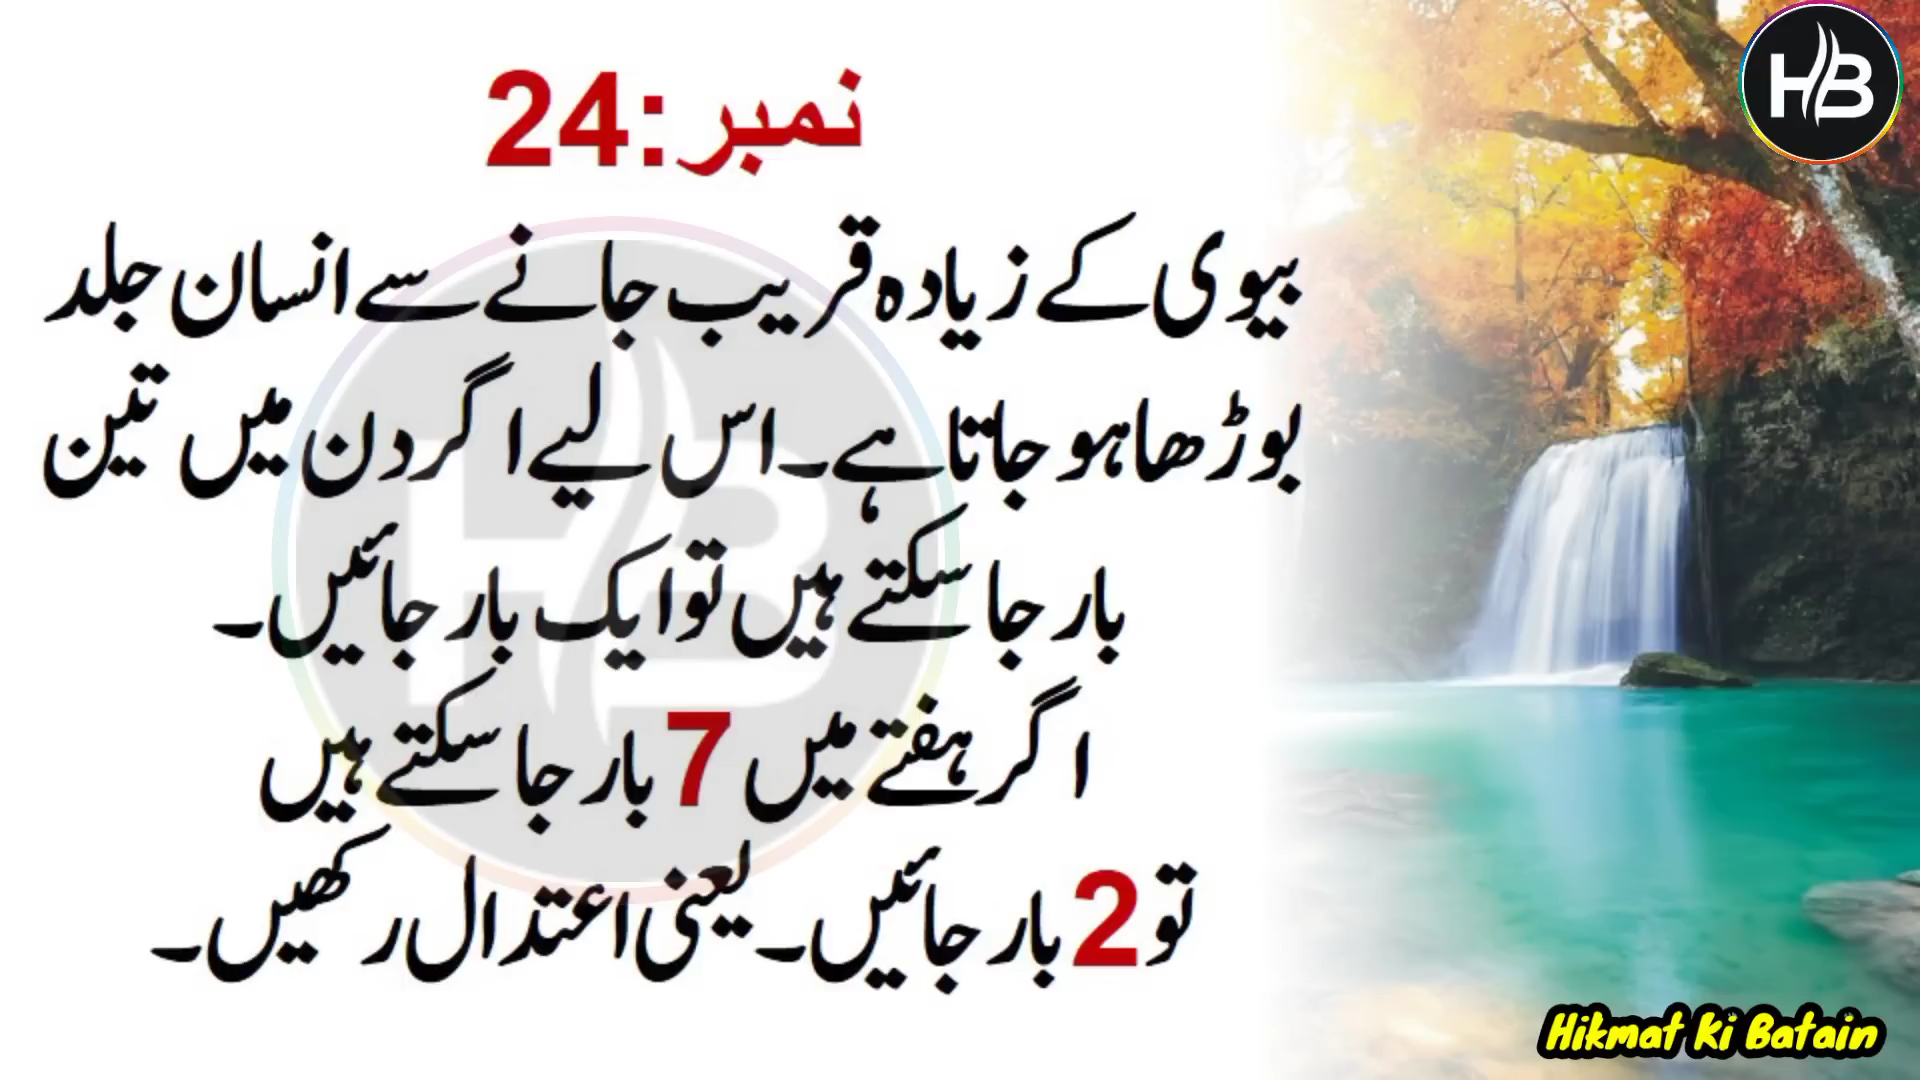 HB
نمبر:24
بیوی کے زیادہ قریب جانے سے انسان جلد
بوڑھا ہو جاتا ہے۔ اس لیے اگر دن میں تین
بار جا سکتے ہیں تو ایک بار جائیں۔
اگر ہفتے میں 7 بار جا سکتے ہیں
تو 2 بار جائیں۔ یعنی اعتدال رکھیں۔
HB
Hikmat Ki Batain